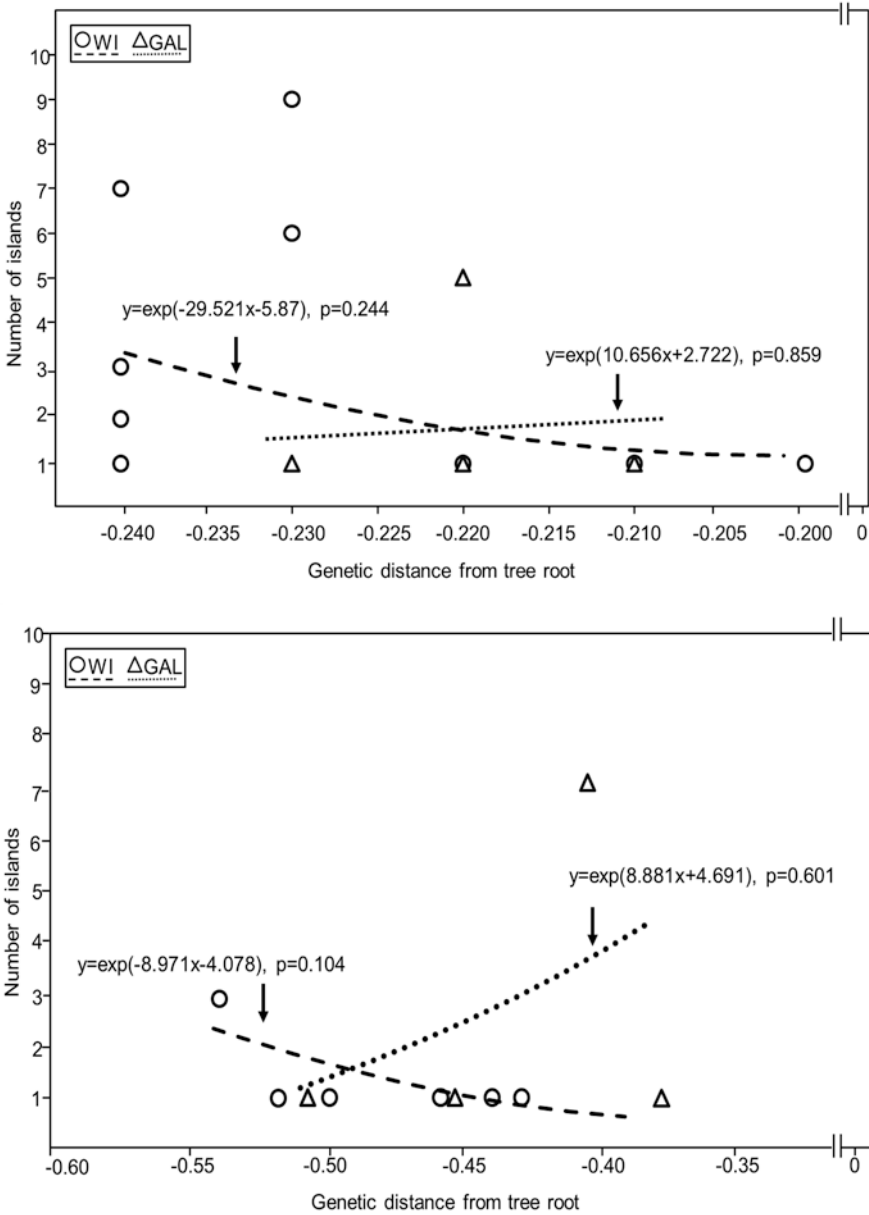 ○WI △GAL
10
9
8
7
6
5
4
3
2
1
Number of islands
y=exp(-29.521x-5.87), p=0.244
y=exp(10.656x+2.722), p=0.859
-0.240 -0.235 -0.230 -0.225 -0.220 -0.215 -0.210 -0.205 -0.200 0
Genetic distance from tree root
○WI △GAL
10
9
8
7
6
5
4
3
2
1
Number of islands
y=exp(8.881x+4.691), p=0.601
y=exp(-8.971x-4.078), p=0.104
-0.60 -0.55 -0.50 -0.45 -0.40 -0.35 0
Genetic distance from tree root